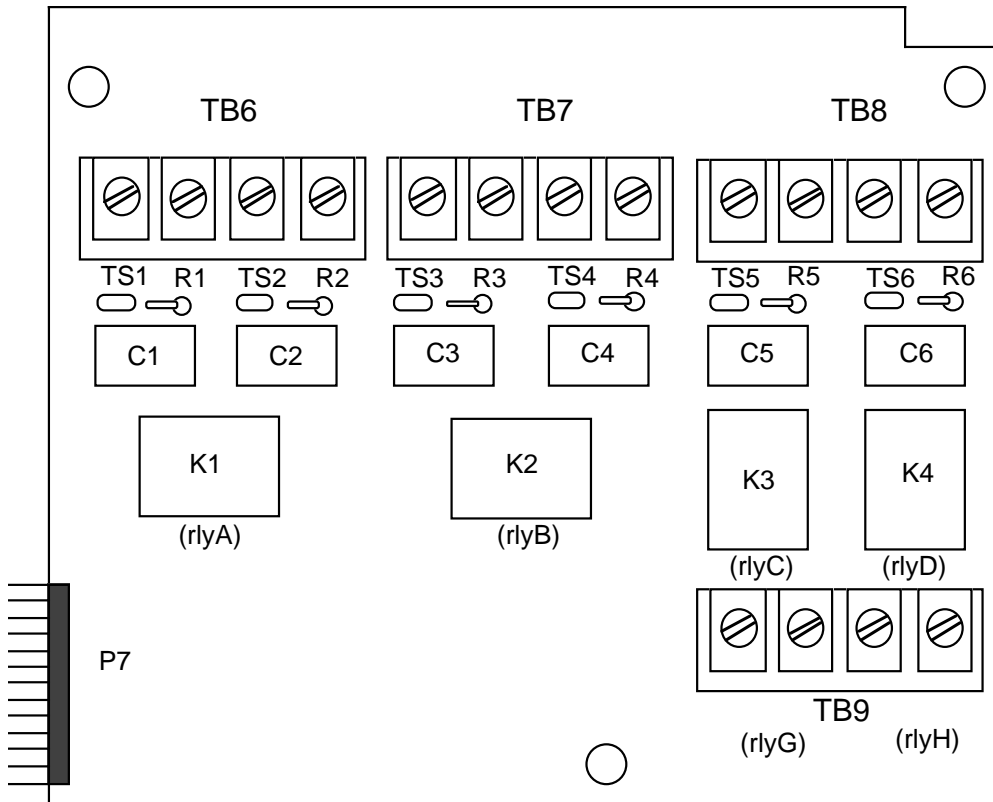 TB6 TB7 TB8
TS1 R1 TS2 R2 TS3 R3 TS4 R4 TS5 R5 TS6 R6
C1 C2 C3 C4 C5 C6
K1 K2 K3 K4
(rlyA) (rlyB) (rlyC) (rlyD)
P7
TB9
(rlyG) (rlyH)